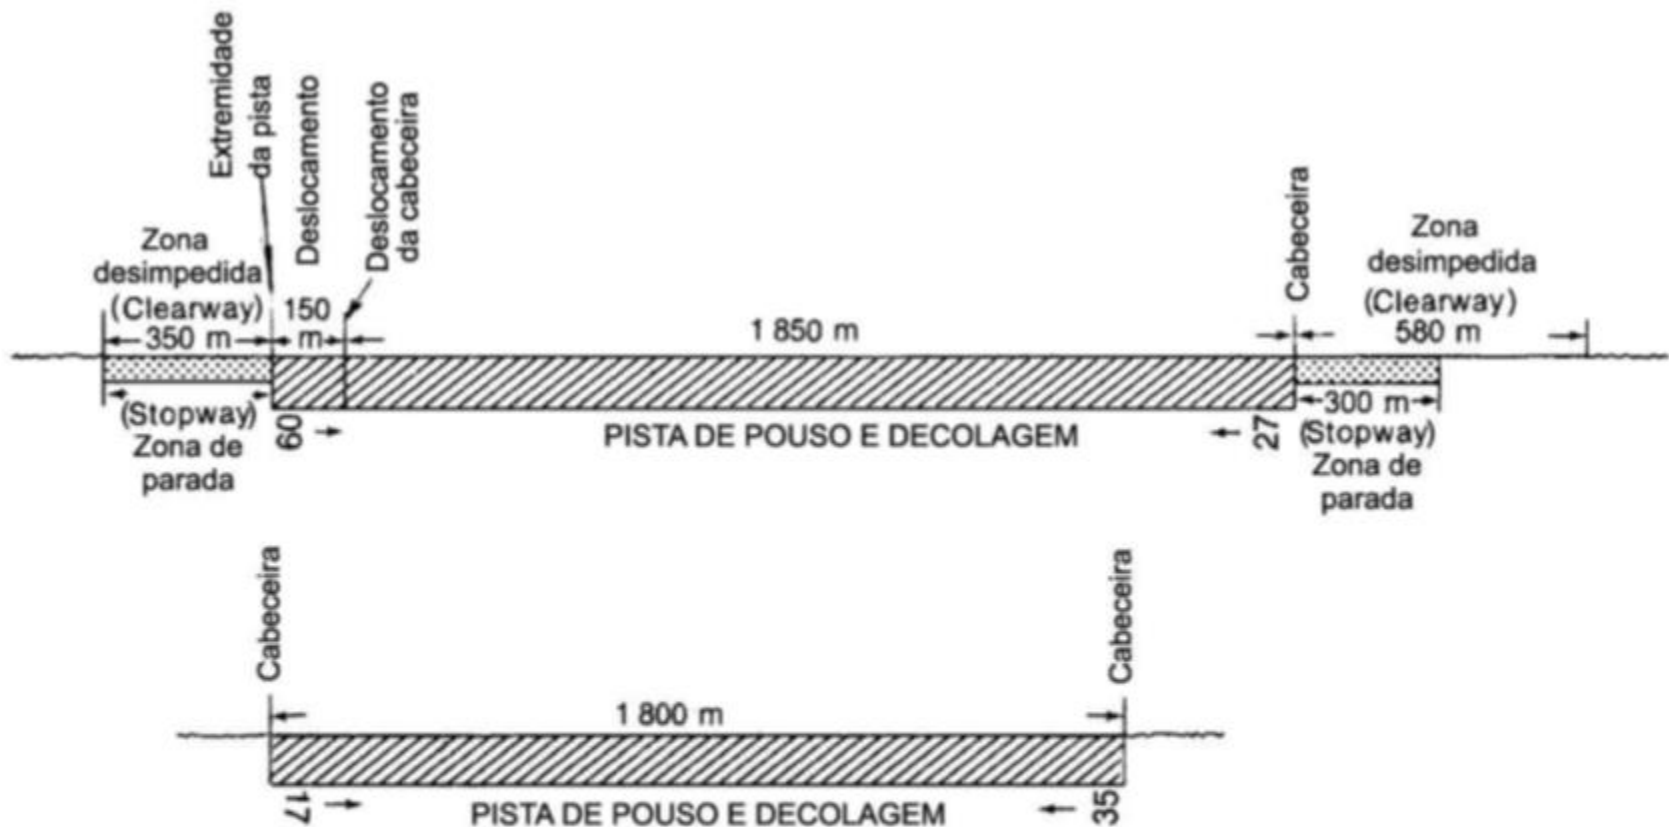 Extremidade
da pista
Deslocamento
Deslocamento
da cabeceira
Cabeceira
Zona
desimpedida
(Clearway)
350 m
150
m
1 850 m
Zona
desimpedida
(Clearway)
580 m
(Stopway)
Zona de
parada
09
PISTA DE POUSO E DECOLAGEM
27
300 m
(Stopway)
Zona de
parada
Cabeceira
Cabeceira
1 800 m
17
PISTA DE POUSO E DECOLAGEM
35